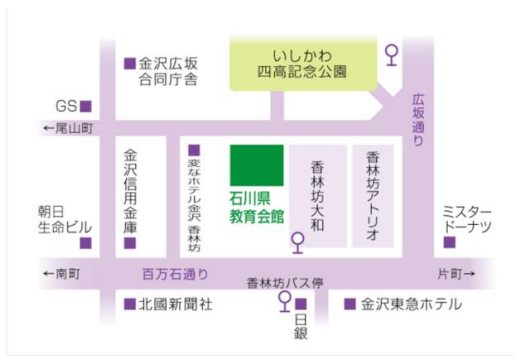 いしかわ
四高記念公園
金沢広坂
合同庁舎
GS
←尾山町
広坂通り
金沢信用金庫
変なホテル金沢 香林坊
石川県
教育会館
香林坊大和
香林坊アトリオ
朝日
生命ビル
ミスター
ドーナツ
←南町
百万石通り
香林坊バス停
片町→
北國新聞社
日銀
金沢東急ホテル